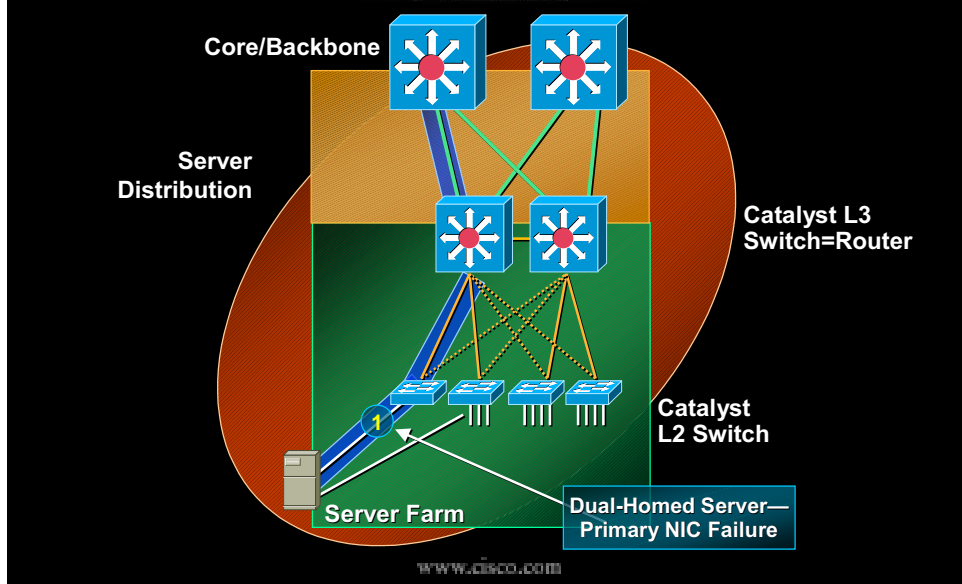 Core/Backbone
Server
Distribution
Catalyst L3
Switch=Router
Catalyst
L2 Switch
1
Server Farm
Dual-Homed Server—
Primary NIC Failure
www.cisco.com